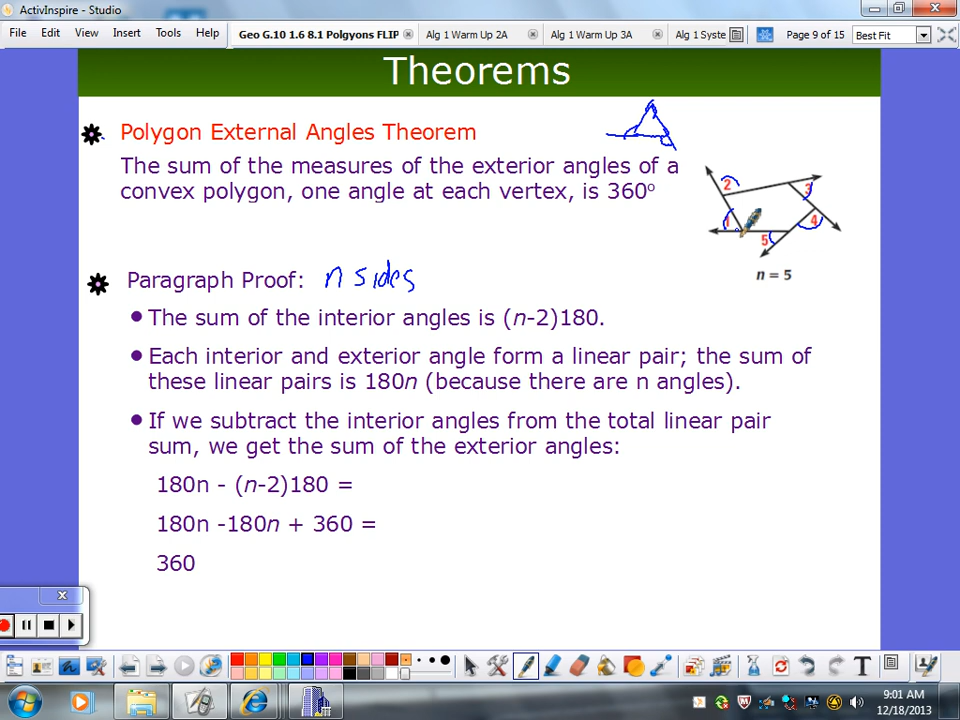 ActivInspire - Studio
File Edit View Insert Tools Help Geo G.10 1.6 8.1 Polgyons FLIP Alg 1 Warm Up 2A Alg 1 Warm Up 3A Alg 1 Syste Page 9 of 15 Best Fit
Theorems
Polygon External Angles Theorem
The sum of the measures of the exterior angles of a
convex polygon, one angle at each vertex, is 360º
2
3
1
4
5
n = 5
Paragraph Proof: n sides
The sum of the interior angles is (n-2)180.
Each interior and exterior angle form a linear pair; the sum of
these linear pairs is 180n (because there are n angles).
If we subtract the interior angles from the total linear pair
sum, we get the sum of the exterior angles:
180n - (n-2)180 =
180n -180n + 360 =
360
9:01 AM
12/18/2013